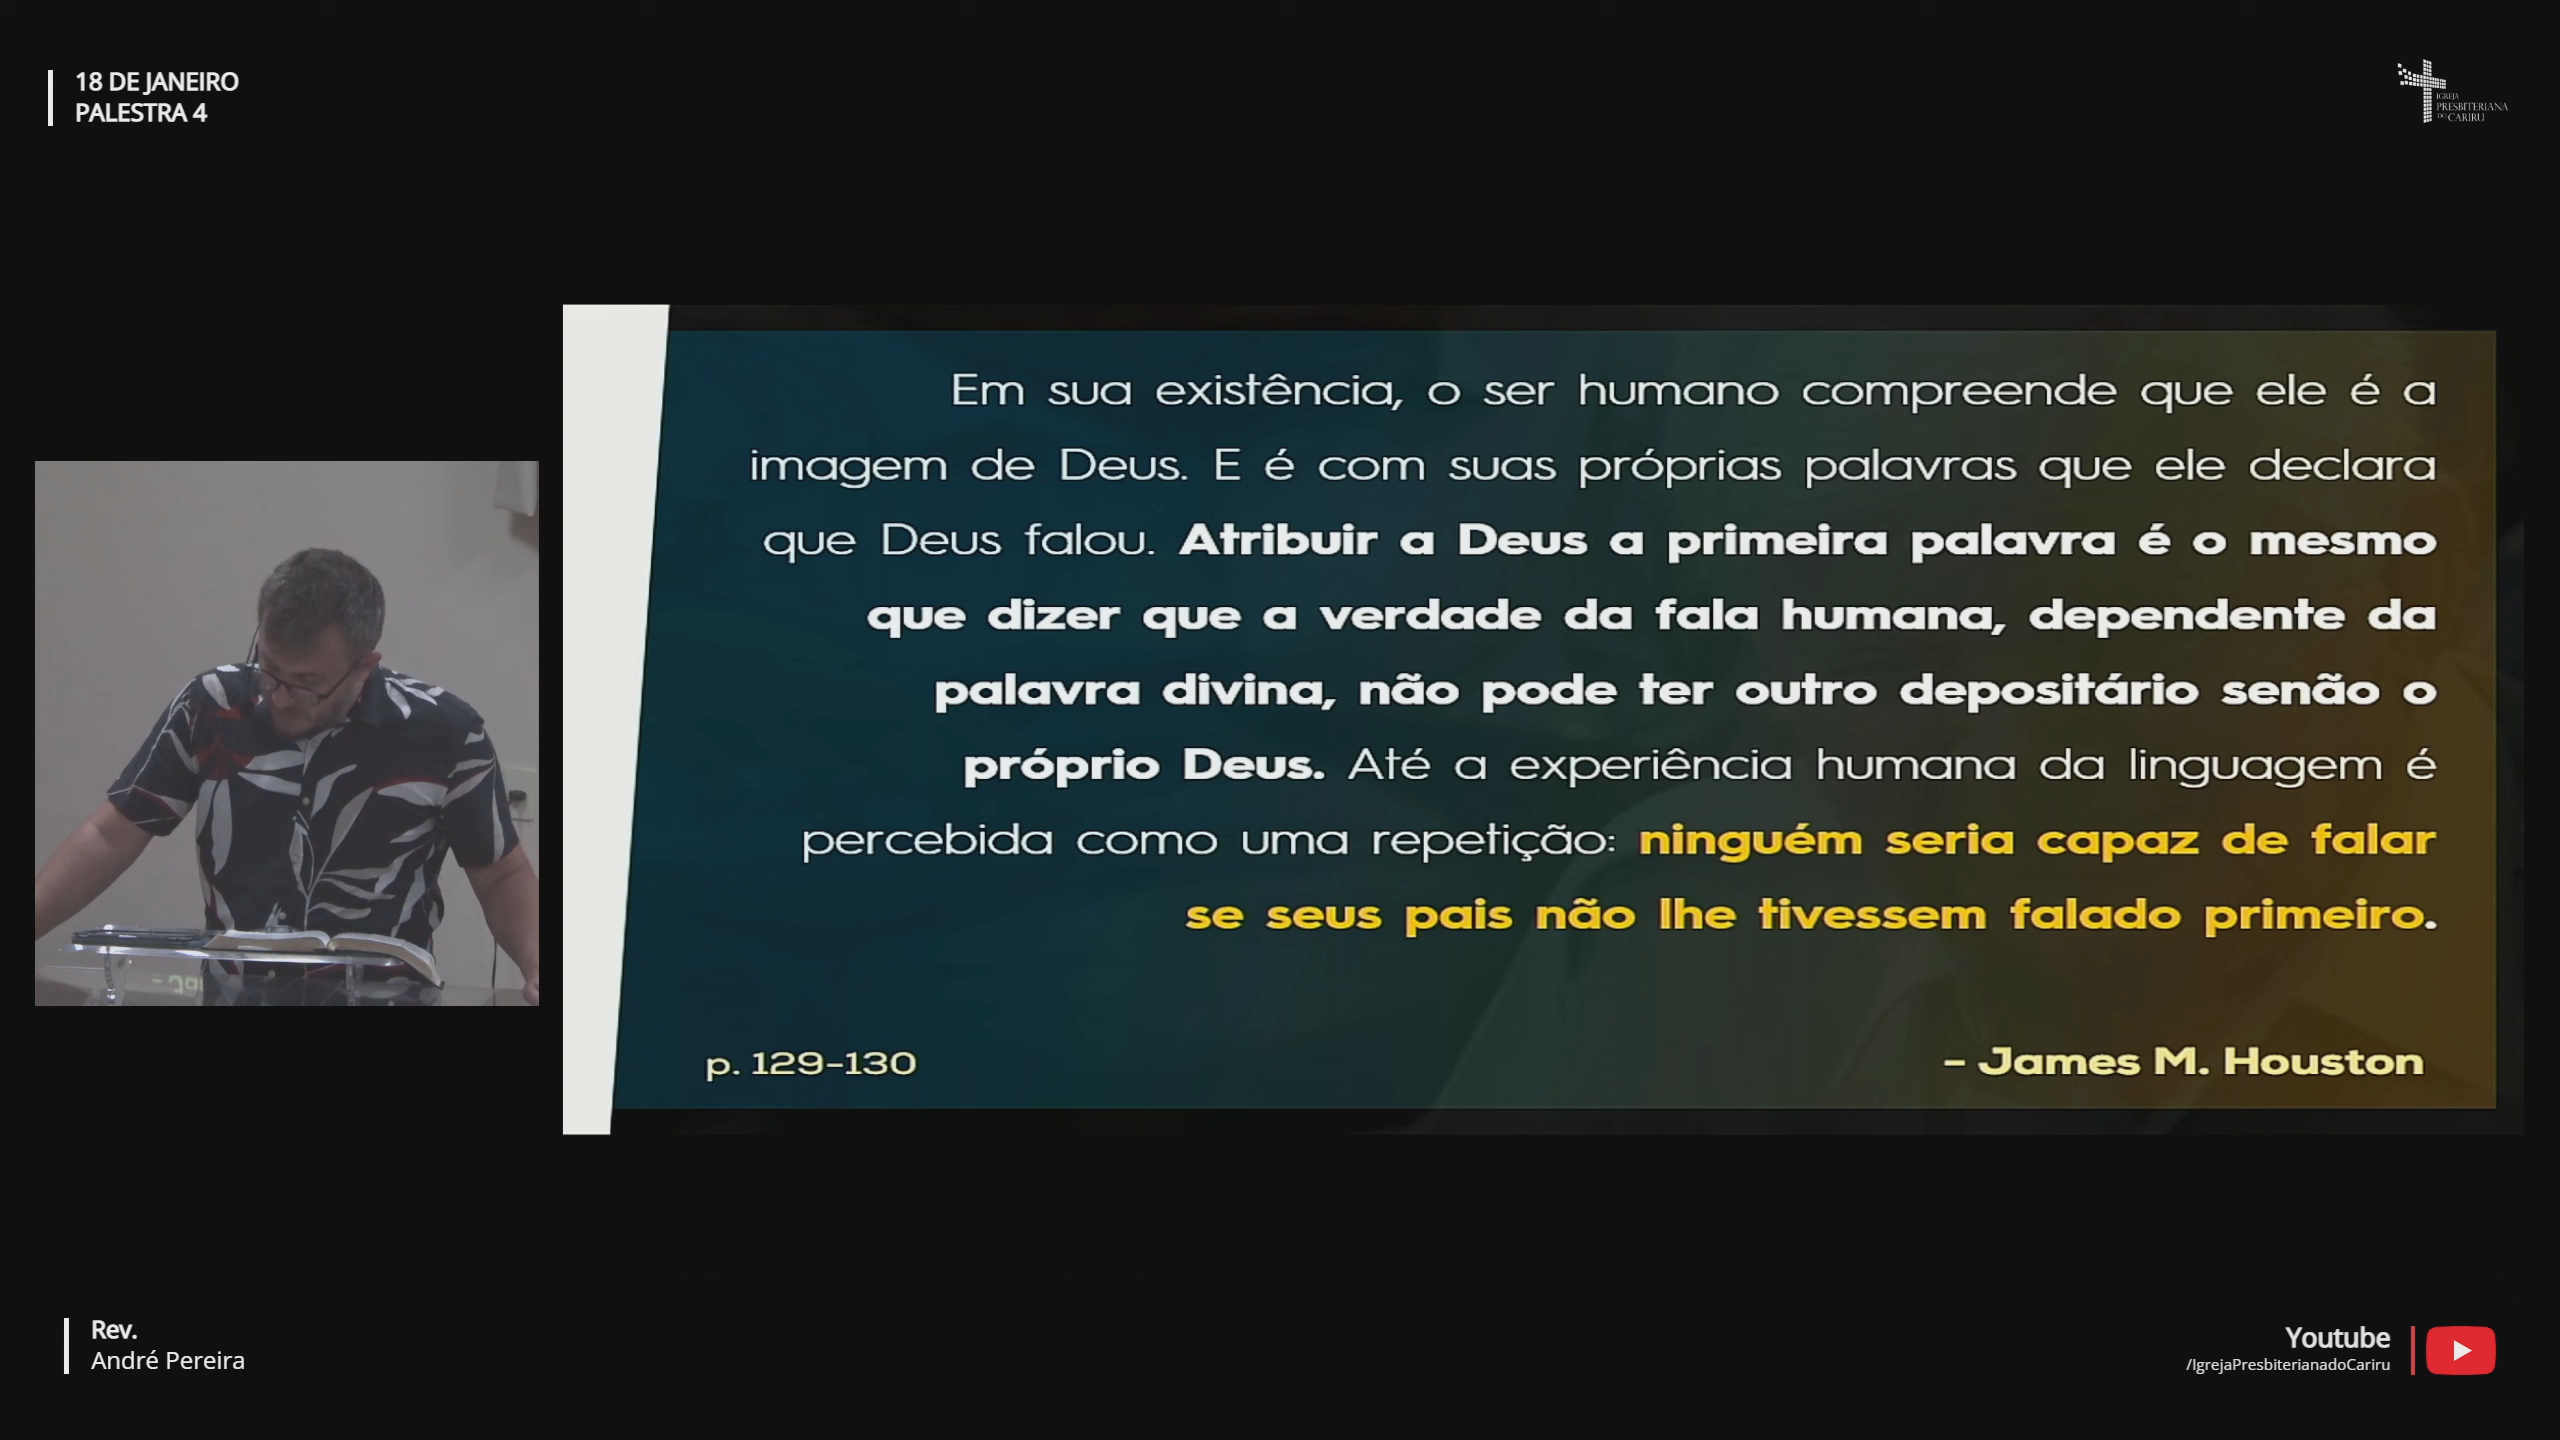 18 DE JANEIRO
PALESTRA 4
IGREJA
PRESBITERIANA
DO CARIRU
Em sua existência, o ser humano compreende que ele é a
imagem de Deus. E é com suas próprias palavras que ele declara
que Deus falou. Atribuir a Deus a primeira palavra é o mesmo
que dizer que a verdade da fala humana, dependente da
palavra divina, não pode ter outro depositário senão o
próprio Deus. Até a experiência humana da linguagem é
percebida como uma repetição: ninguém seria capaz de falar
se seus pais não lhe tivessem falado primeiro.
p. 129-130
– James M. Houston
Rev.
André Pereira
Youtube
/IgrejaPresbiterianadoCariru